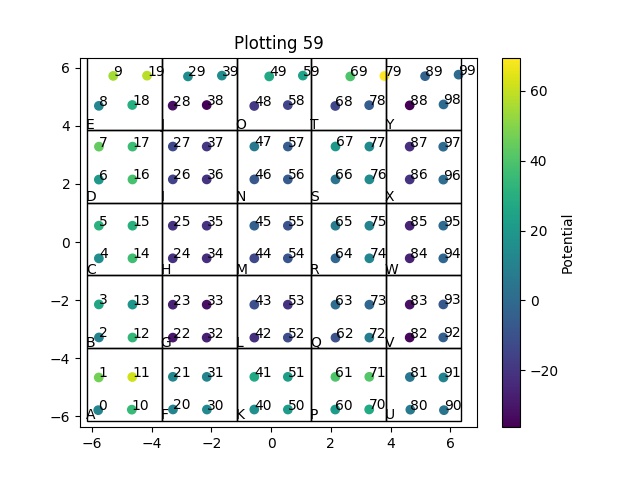 Plotting 59
6
4
2
0
−2
−4
−6
−6
−4
−2
0
2
4
6
9 19 29 39 49 59 69 79 89 99
8 18 28 38 48 58 68 78 88 98
E J O T Y
7 17 27 37 47 57 67 77 87 97
6 16 26 36 46 56 66 76 86 96
D I N S X
5 15 25 35 45 55 65 75 85 95
4 14 24 34 44 54 64 74 84 94
C H M R W
3 13 23 33 43 53 63 73 83 93
2 12 22 32 42 52 62 72 82 92
B G L Q V
1 11 21 31 41 51 61 71 81 91
0 10 20 30 40 50 60 70 80 90
A F K P U
60
40
20
0
−20
Potential